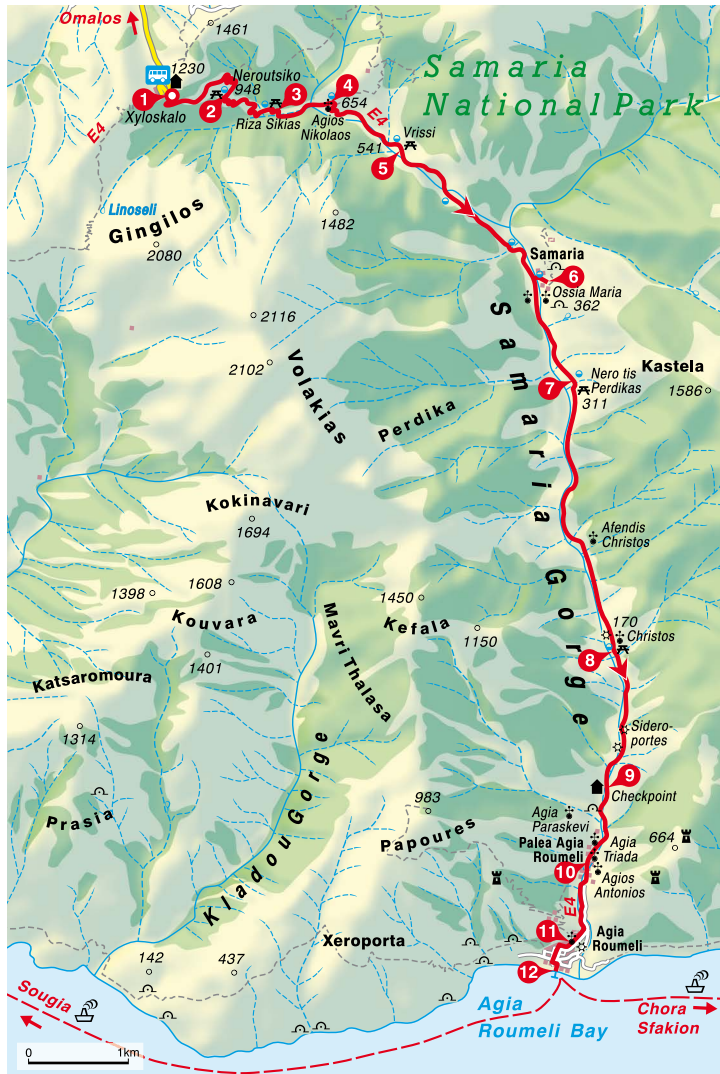 Omalos
1461
Samaria
National Park
1230
Neroutsiko
948
1
2
3
4
654
Xyloskalo
Riza Sikias
Agios
Nikolaos
E4
E4
Vrissi
541
5
Linoseli
Gingilos
2080
1482
Samaria
6
Ossia Maria
362
2116
2102
Volakias
Samaria Gorge
Kastela
1586
7
Nero tis
Perdikas
311
Perdika
Kokinavari
1694
Afendis
Christos
1398
1608
1450
Kouvara
Mavri Thalasa
Kefala
1150
170
Christos
8
1401
Katsaromoura
1314
Sidero-
portes
Kladou Gorge
9
Checkpoint
Prasia
983
Agia
Paraskevi
Papoures
Palea Agia
Roumeli
Agia
Triada
664
10
Agios
Antonios
E4
Xeroporta
11
Agia
Roumeli
142
437
12
Sougia
Agia
Roumeli Bay
Chora
Sfakion
0
1km